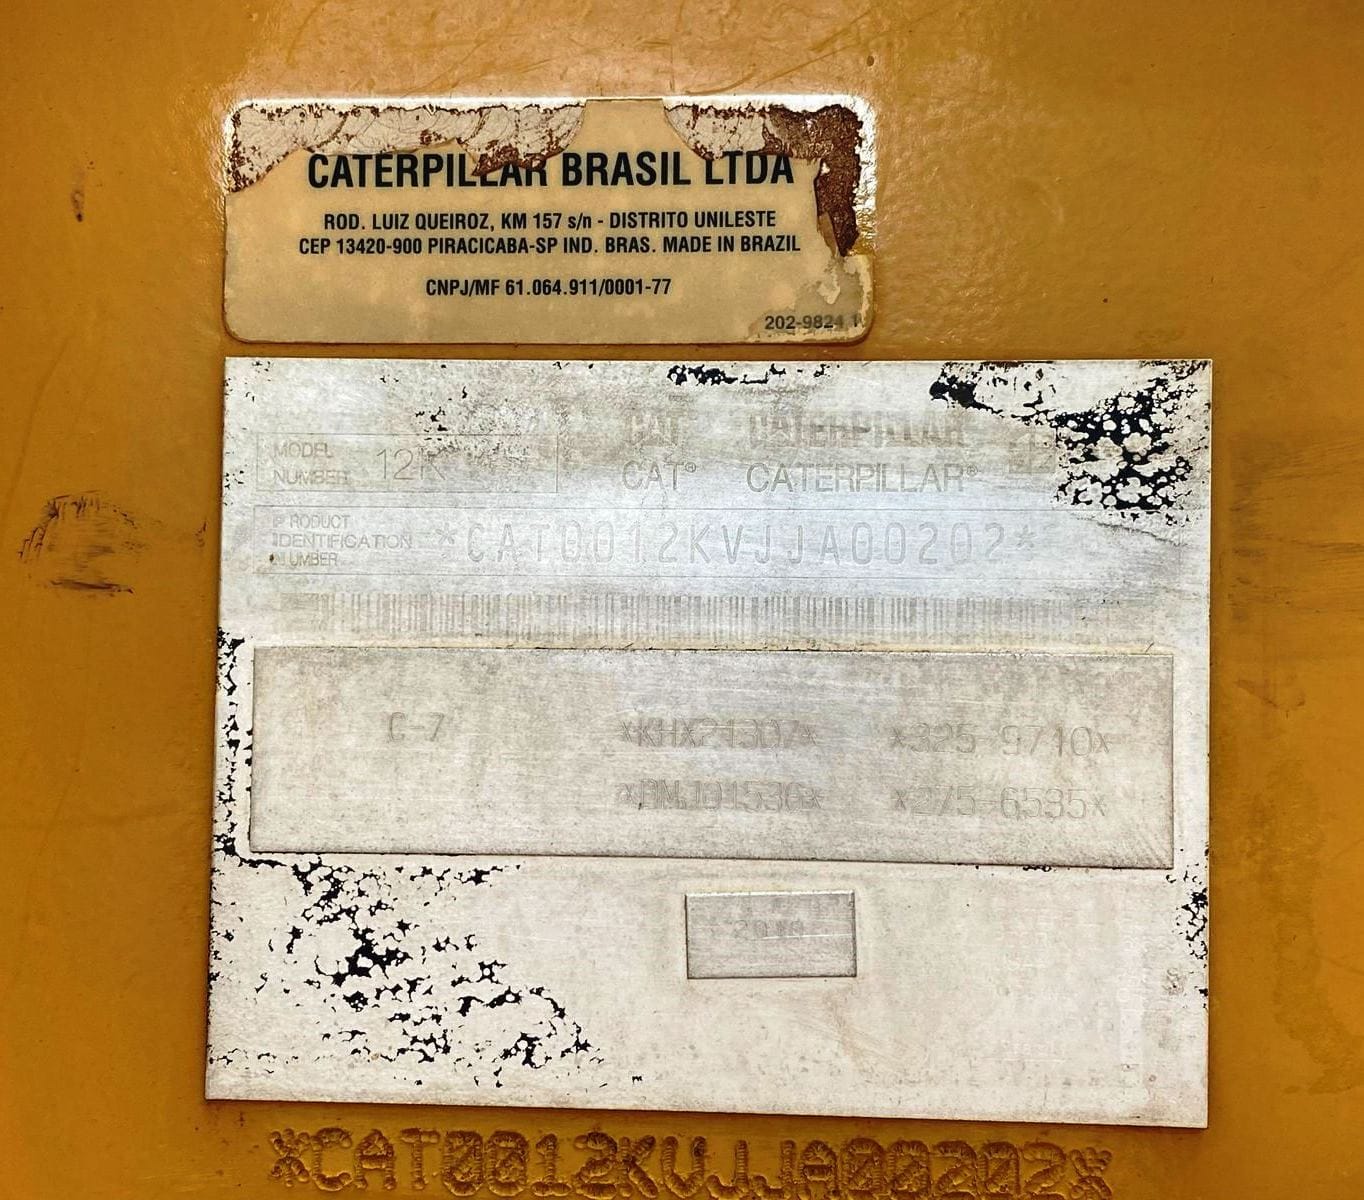 CATERPILLAR BRASIL LTDA
ROD. LUIZ QUEIROZ, KM 157 s/n - DISTRITO UNILESTE
CEP 13420-900 PIRACICABA-SP IND. BRAS. MADE IN BRAZIL
CNPJ/MF 61.064.911/0001-77
202-9824
CAT CATERPILLAR
MODEL NUMBER 12K
CAT® CATERPILLAR®
PRODUCT IDENTIFICATION NUMBER *CAT0012KVJJA00202*
C-7 *KHX21307* *325-9710*
*CAT0012KVJJA00202*